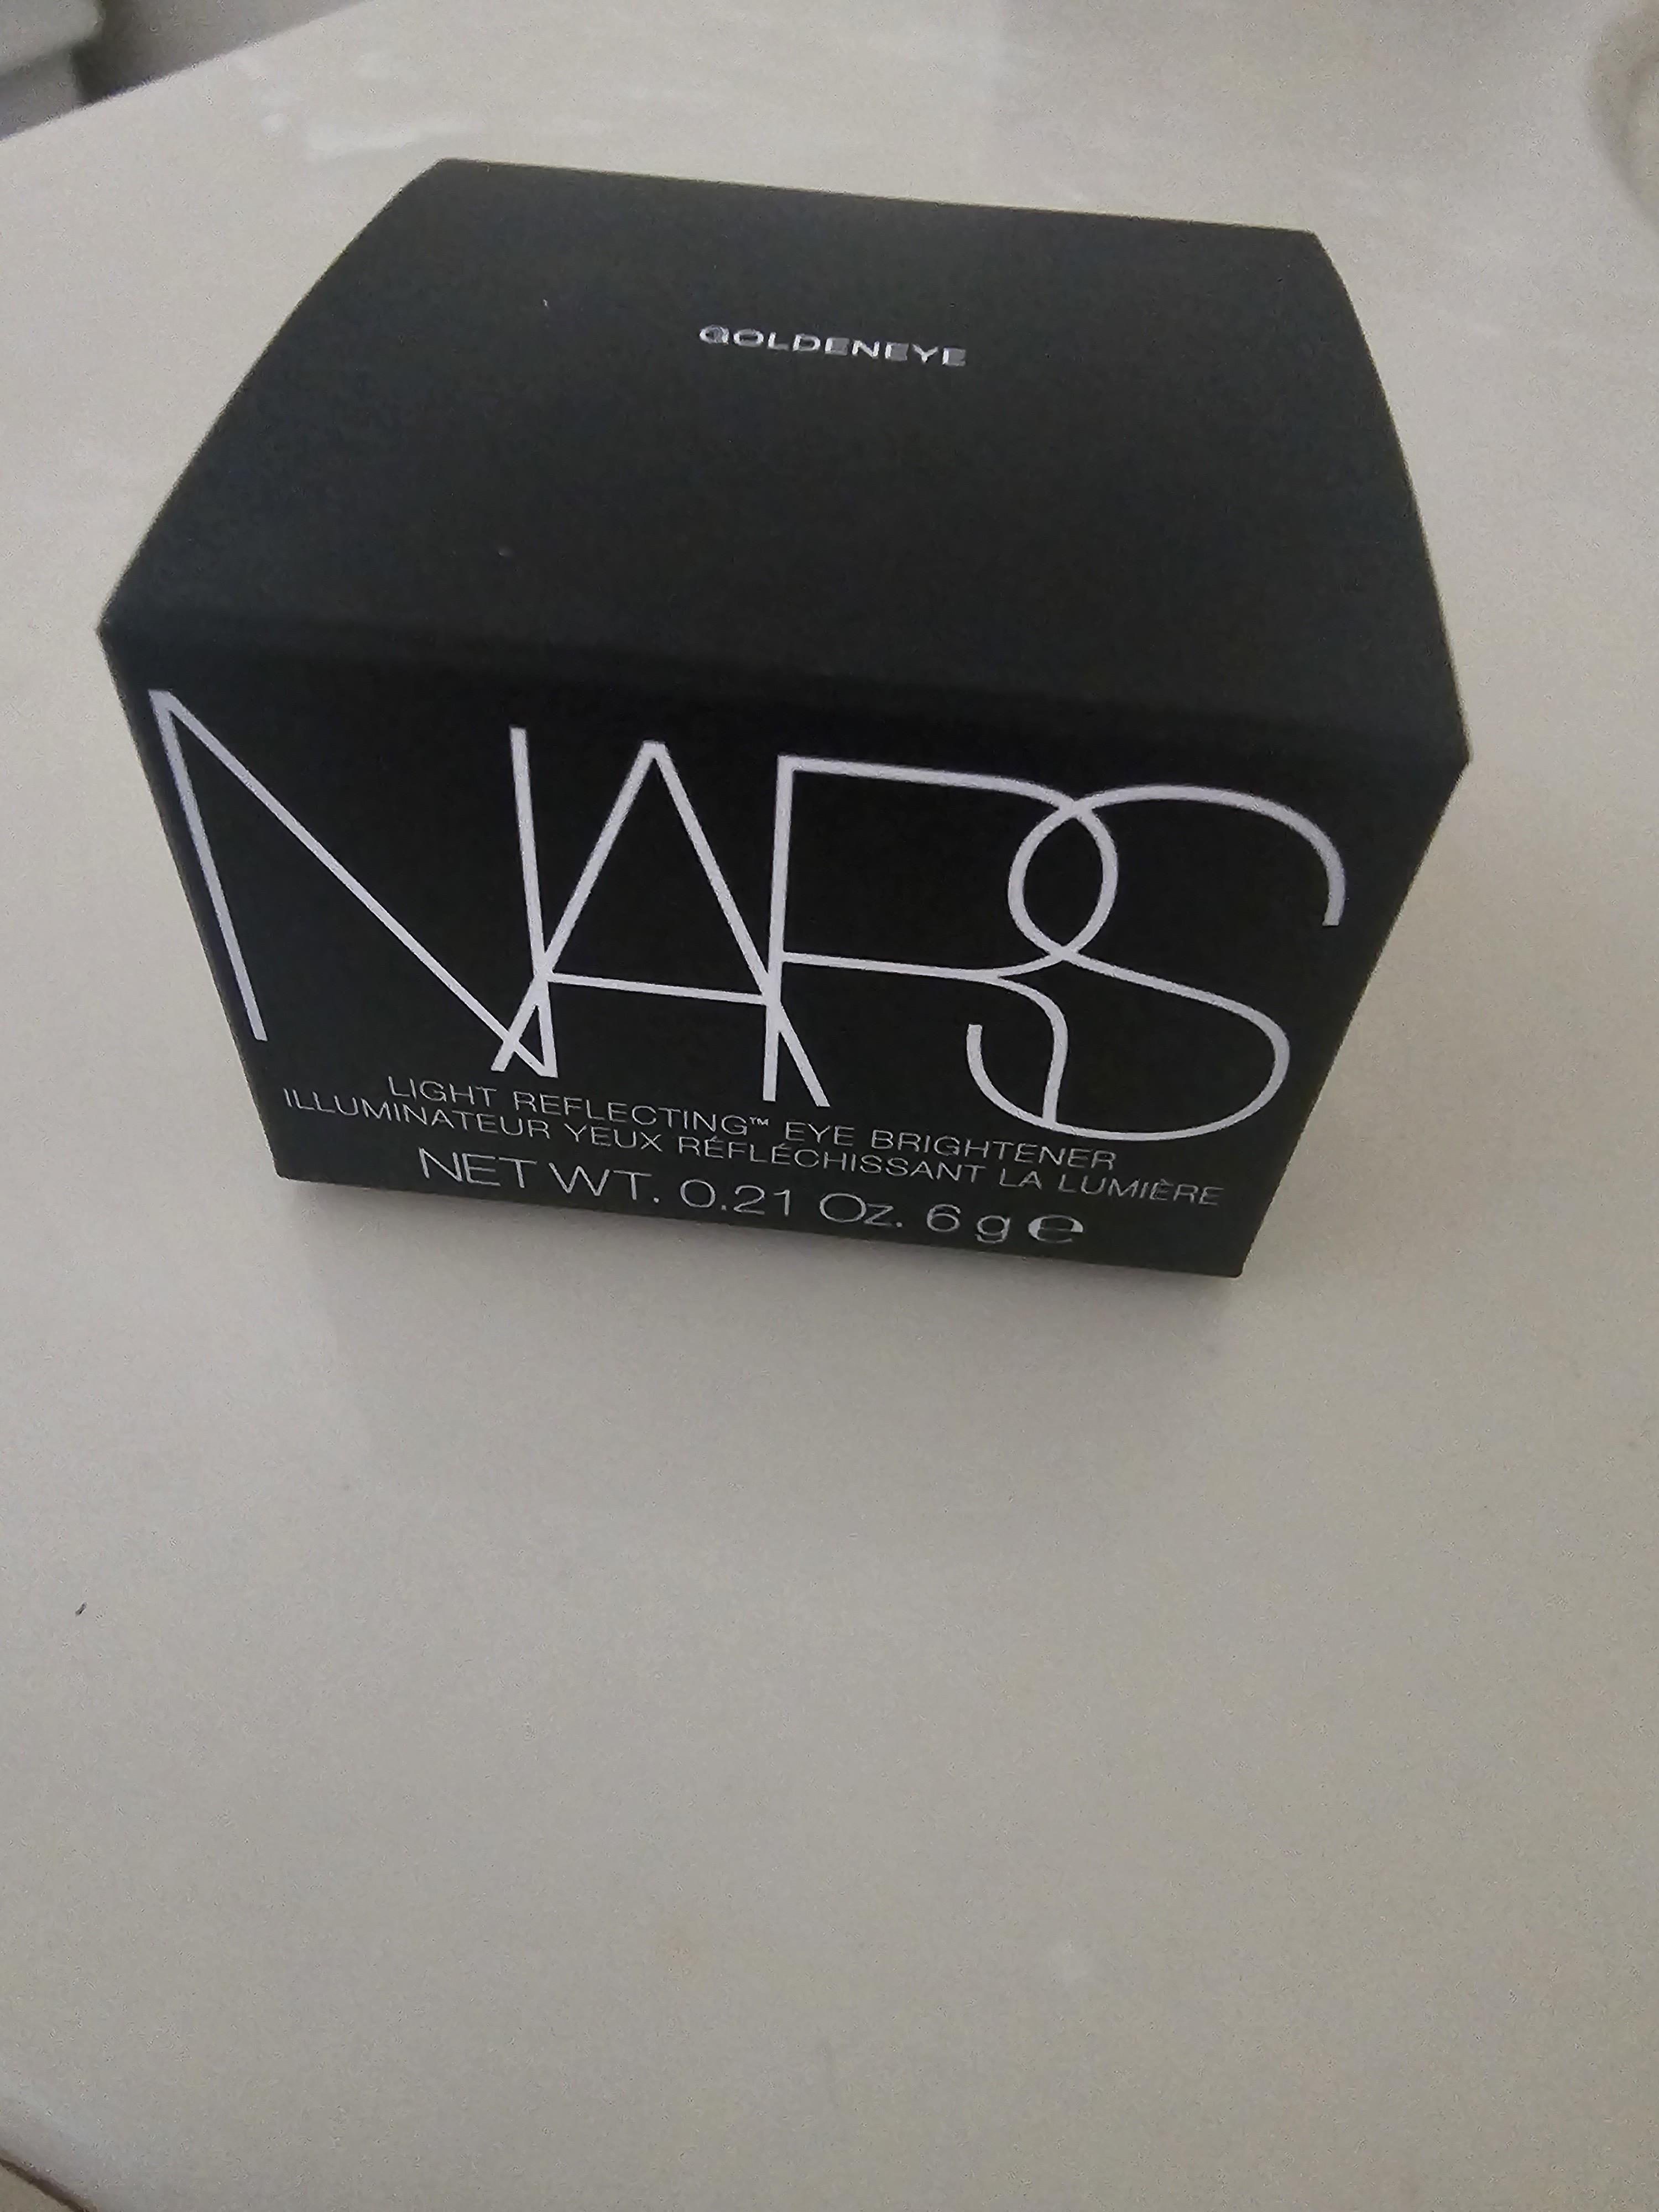 GOLDENEYE
NARS
LIGHT REFLECTING™ EYE BRIGHTENER
ILLUMINATEUR YEUX RÉFLÉCHISSANT LA LUMIÈRE
NET WT. 0.21 Oz. 6 g ℮